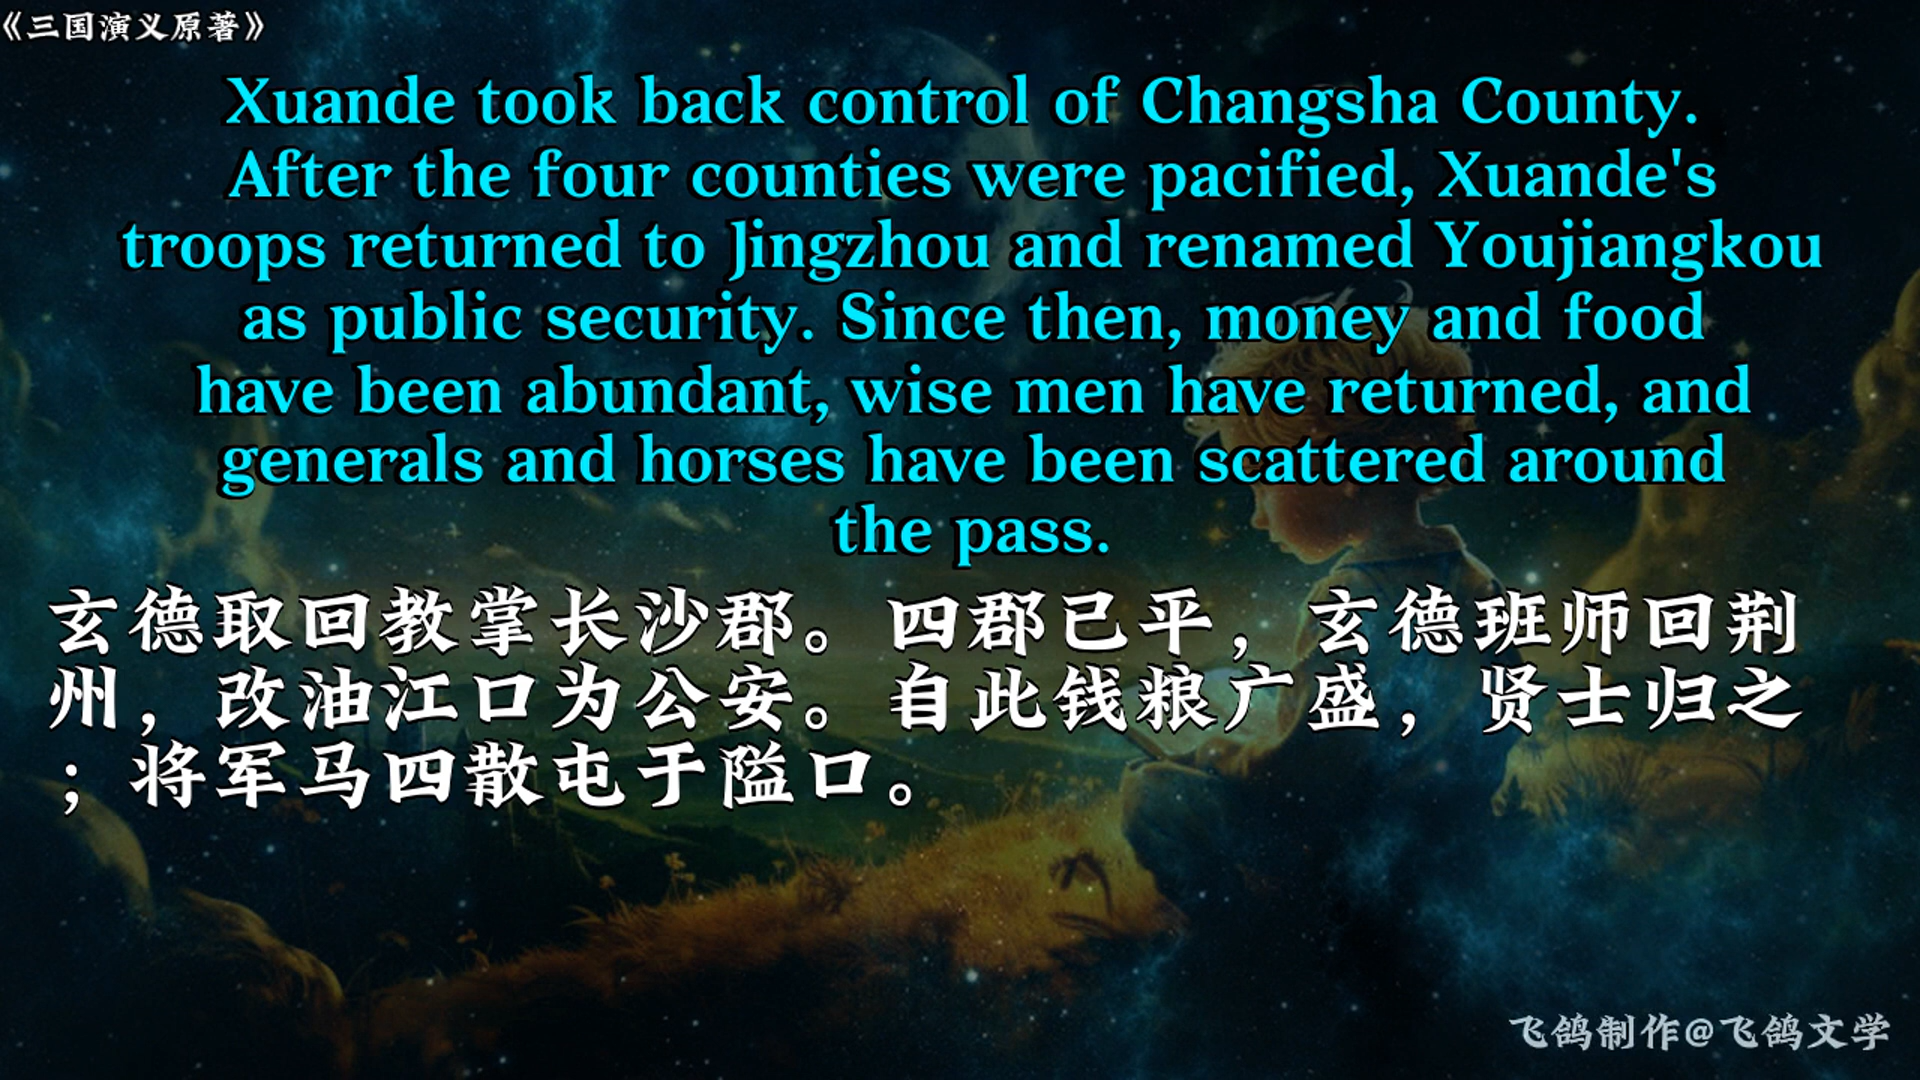 《三国演义原著》
Xuande took back control of Changsha County.
After the four counties were pacified, Xuande's
troops returned to Jingzhou and renamed Youjiangkou
as public security. Since then, money and food
have been abundant, wise men have returned, and
generals and horses have been scattered around
the pass.
玄德取回教掌长沙郡。四郡已平，玄德班师回荆
州，改油江口为公安。自此钱粮广盛，贤士归之
；将军马四散屯于隘口。
飞鸽制作@飞鸽文学